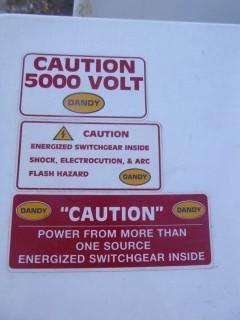 CAUTION
5000 VOLT
DANDY
CAUTION
ENERGIZED SWITCHGEAR INSIDE
SHOCK, ELECTROCUTION, & ARC
FLASH HAZARD DANDY
DANDY "CAUTION" DANDY
POWER FROM MORE THAN
ONE SOURCE
ENERGIZED SWITCHGEAR INSIDE